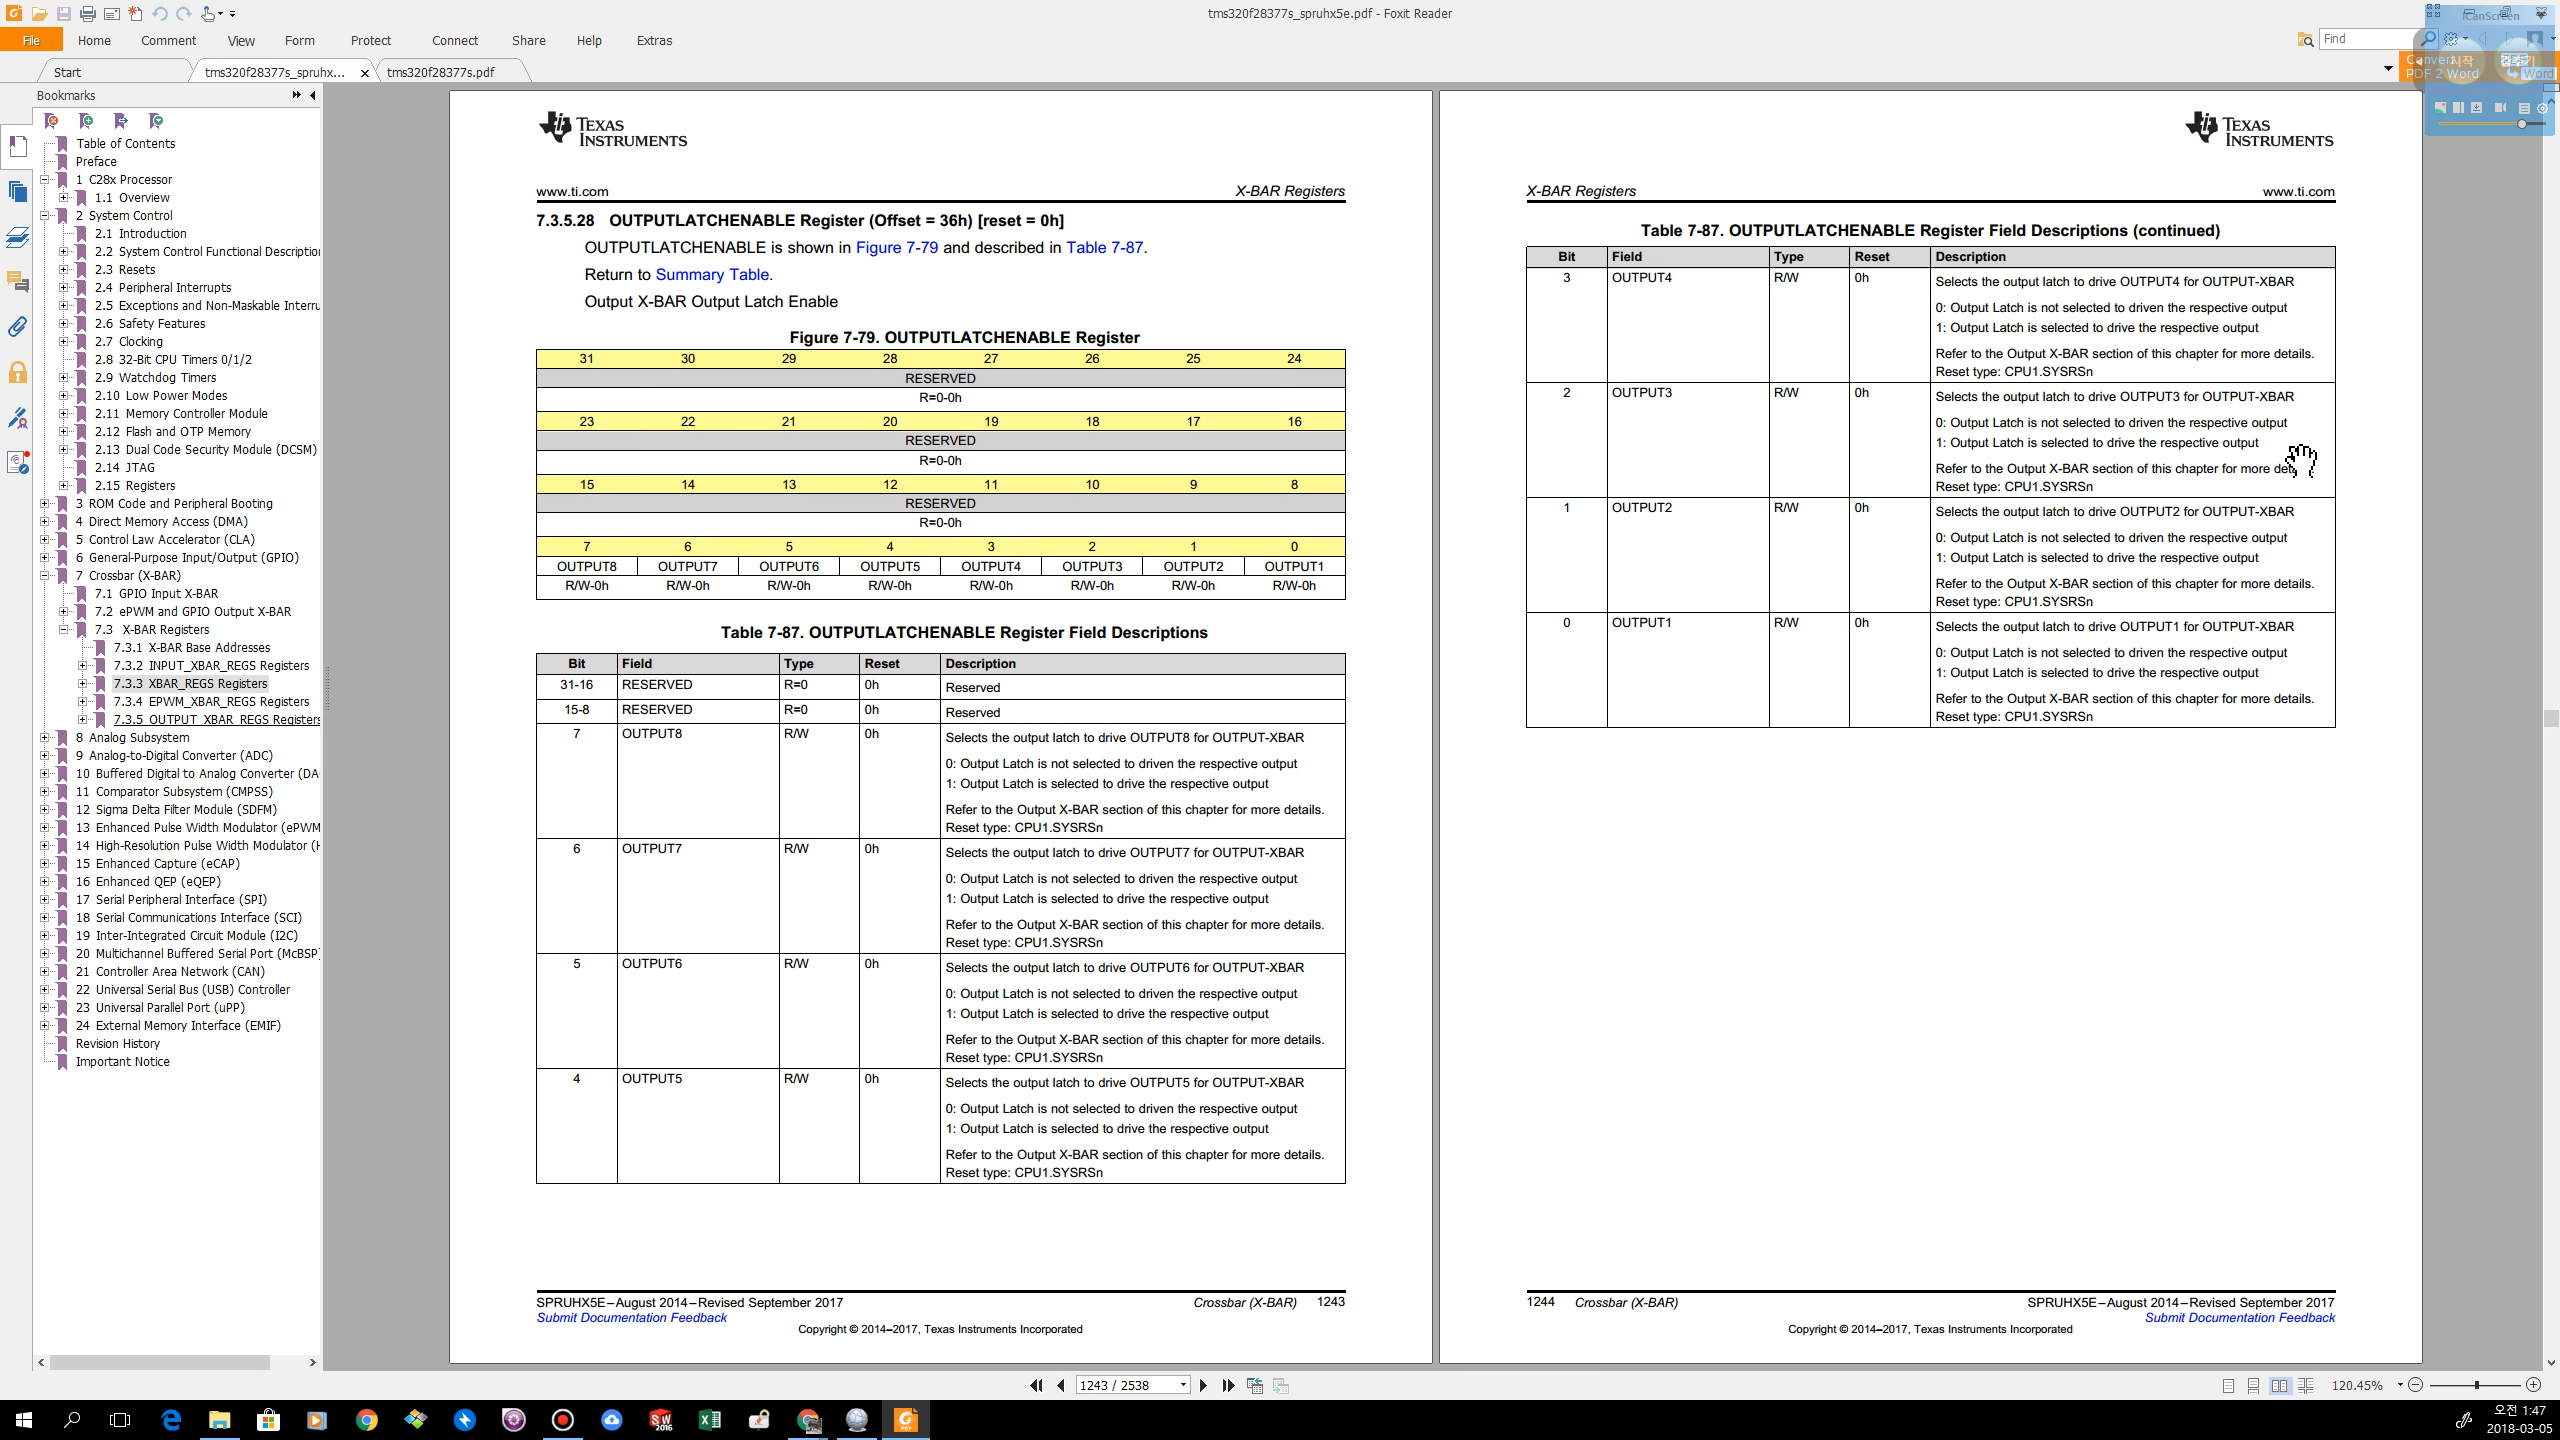 tms320f28377s_spruhx5e.pdf - Foxit Reader
File Home Comment View Form Protect Connect Share Help Extras
Find
Start tms320f28377s_spruhx... tms320f28377s.pdf
Bookmarks
Table of Contents
Preface
1 C28x Processor
1.1 Overview
2 System Control
2.1 Introduction
2.2 System Control Functional Description
2.3 Resets
2.4 Peripheral Interrupts
2.5 Exceptions and Non-Maskable Interru
2.6 Safety Features
2.7 Clocking
2.8 32-Bit CPU Timers 0/1/2
2.9 Watchdog Timers
2.10 Low Power Modes
2.11 Memory Controller Module
2.12 Flash and OTP Memory
2.13 Dual Code Security Module (DCSM)
2.14 JTAG
2.15 Registers
3 ROM Code and Peripheral Booting
4 Direct Memory Access (DMA)
5 Control Law Accelerator (CLA)
6 General-Purpose Input/Output (GPIO)
7 Crossbar (X-BAR)
7.1 GPIO Input X-BAR
7.2 ePWM and GPIO Output X-BAR
7.3 X-BAR Registers
7.3.1 X-BAR Base Addresses
7.3.2 INPUT_XBAR_REGS Registers
7.3.3 XBAR_REGS Registers
7.3.4 EPWM_XBAR_REGS Registers
7.3.5 OUTPUT_XBAR_REGS Registers
8 Analog Subsystem
9 Analog-to-Digital Converter (ADC)
10 Buffered Digital to Analog Converter (DA
11 Comparator Subsystem (CMPSS)
12 Sigma Delta Filter Module (SDFM)
13 Enhanced Pulse Width Modulator (ePWM
14 High-Resolution Pulse Width Modulator (H
15 Enhanced Capture (eCAP)
16 Enhanced QEP (eQEP)
17 Serial Peripheral Interface (SPI)
18 Serial Communications Interface (SCI)
19 Inter-Integrated Circuit Module (I2C)
20 Multichannel Buffered Serial Port (McBSP)
21 Controller Area Network (CAN)
22 Universal Serial Bus (USB) Controller
23 Universal Parallel Port (uPP)
24 External Memory Interface (EMIF)
Revision History
Important Notice
TEXAS
INSTRUMENTS
www.ti.com X-BAR Registers
7.3.5.28 OUTPUTLATCHENABLE Register (Offset = 36h) [reset = 0h]
OUTPUTLATCHENABLE is shown in Figure 7-79 and described in Table 7-87.
Return to Summary Table.
Output X-BAR Output Latch Enable
Figure 7-79. OUTPUTLATCHENABLE Register
31 30 29 28 27 26 25 24
RESERVED
R=0-0h
23 22 21 20 19 18 17 16
RESERVED
R=0-0h
15 14 13 12 11 10 9 8
RESERVED
R=0-0h
7 6 5 4 3 2 1 0
OUTPUT8 OUTPUT7 OUTPUT6 OUTPUT5 OUTPUT4 OUTPUT3 OUTPUT2 OUTPUT1
R/W-0h R/W-0h R/W-0h R/W-0h R/W-0h R/W-0h R/W-0h R/W-0h
Table 7-87. OUTPUTLATCHENABLE Register Field Descriptions
Bit Field Type Reset Description
31-16 RESERVED R=0 0h Reserved
15-8 RESERVED R=0 0h Reserved
7 OUTPUT8 R/W 0h Selects the output latch to drive OUTPUT8 for OUTPUT-XBAR
0: Output Latch is not selected to driven the respective output
1: Output Latch is selected to drive the respective output
Refer to the Output X-BAR section of this chapter for more details.
Reset type: CPU1.SYSRSn
6 OUTPUT7 R/W 0h Selects the output latch to drive OUTPUT7 for OUTPUT-XBAR
0: Output Latch is not selected to driven the respective output
1: Output Latch is selected to drive the respective output
Refer to the Output X-BAR section of this chapter for more details.
Reset type: CPU1.SYSRSn
5 OUTPUT6 R/W 0h Selects the output latch to drive OUTPUT6 for OUTPUT-XBAR
0: Output Latch is not selected to driven the respective output
1: Output Latch is selected to drive the respective output
Refer to the Output X-BAR section of this chapter for more details.
Reset type: CPU1.SYSRSn
4 OUTPUT5 R/W 0h Selects the output latch to drive OUTPUT5 for OUTPUT-XBAR
0: Output Latch is not selected to driven the respective output
1: Output Latch is selected to drive the respective output
Refer to the Output X-BAR section of this chapter for more details.
Reset type: CPU1.SYSRSn
SPRUHX5E–August 2014–Revised September 2017 Crossbar (X-BAR) 1243
Submit Documentation Feedback
Copyright © 2014–2017, Texas Instruments Incorporated
TEXAS
INSTRUMENTS
X-BAR Registers www.ti.com
Table 7-87. OUTPUTLATCHENABLE Register Field Descriptions (continued)
Bit Field Type Reset Description
3 OUTPUT4 R/W 0h Selects the output latch to drive OUTPUT4 for OUTPUT-XBAR
0: Output Latch is not selected to driven the respective output
1: Output Latch is selected to drive the respective output
Refer to the Output X-BAR section of this chapter for more details.
Reset type: CPU1.SYSRSn
2 OUTPUT3 R/W 0h Selects the output latch to drive OUTPUT3 for OUTPUT-XBAR
0: Output Latch is not selected to driven the respective output
1: Output Latch is selected to drive the respective output
Refer to the Output X-BAR section of this chapter for more deta
Reset type: CPU1.SYSRSn
1 OUTPUT2 R/W 0h Selects the output latch to drive OUTPUT2 for OUTPUT-XBAR
0: Output Latch is not selected to driven the respective output
1: Output Latch is selected to drive the respective output
Refer to the Output X-BAR section of this chapter for more details.
Reset type: CPU1.SYSRSn
0 OUTPUT1 R/W 0h Selects the output latch to drive OUTPUT1 for OUTPUT-XBAR
0: Output Latch is not selected to driven the respective output
1: Output Latch is selected to drive the respective output
Refer to the Output X-BAR section of this chapter for more details.
Reset type: CPU1.SYSRSn
1244 Crossbar (X-BAR) SPRUHX5E–August 2014–Revised September 2017
Submit Documentation Feedback
Copyright © 2014–2017, Texas Instruments Incorporated
1243 / 2538
120.45%
오전 1:47
2018-03-05